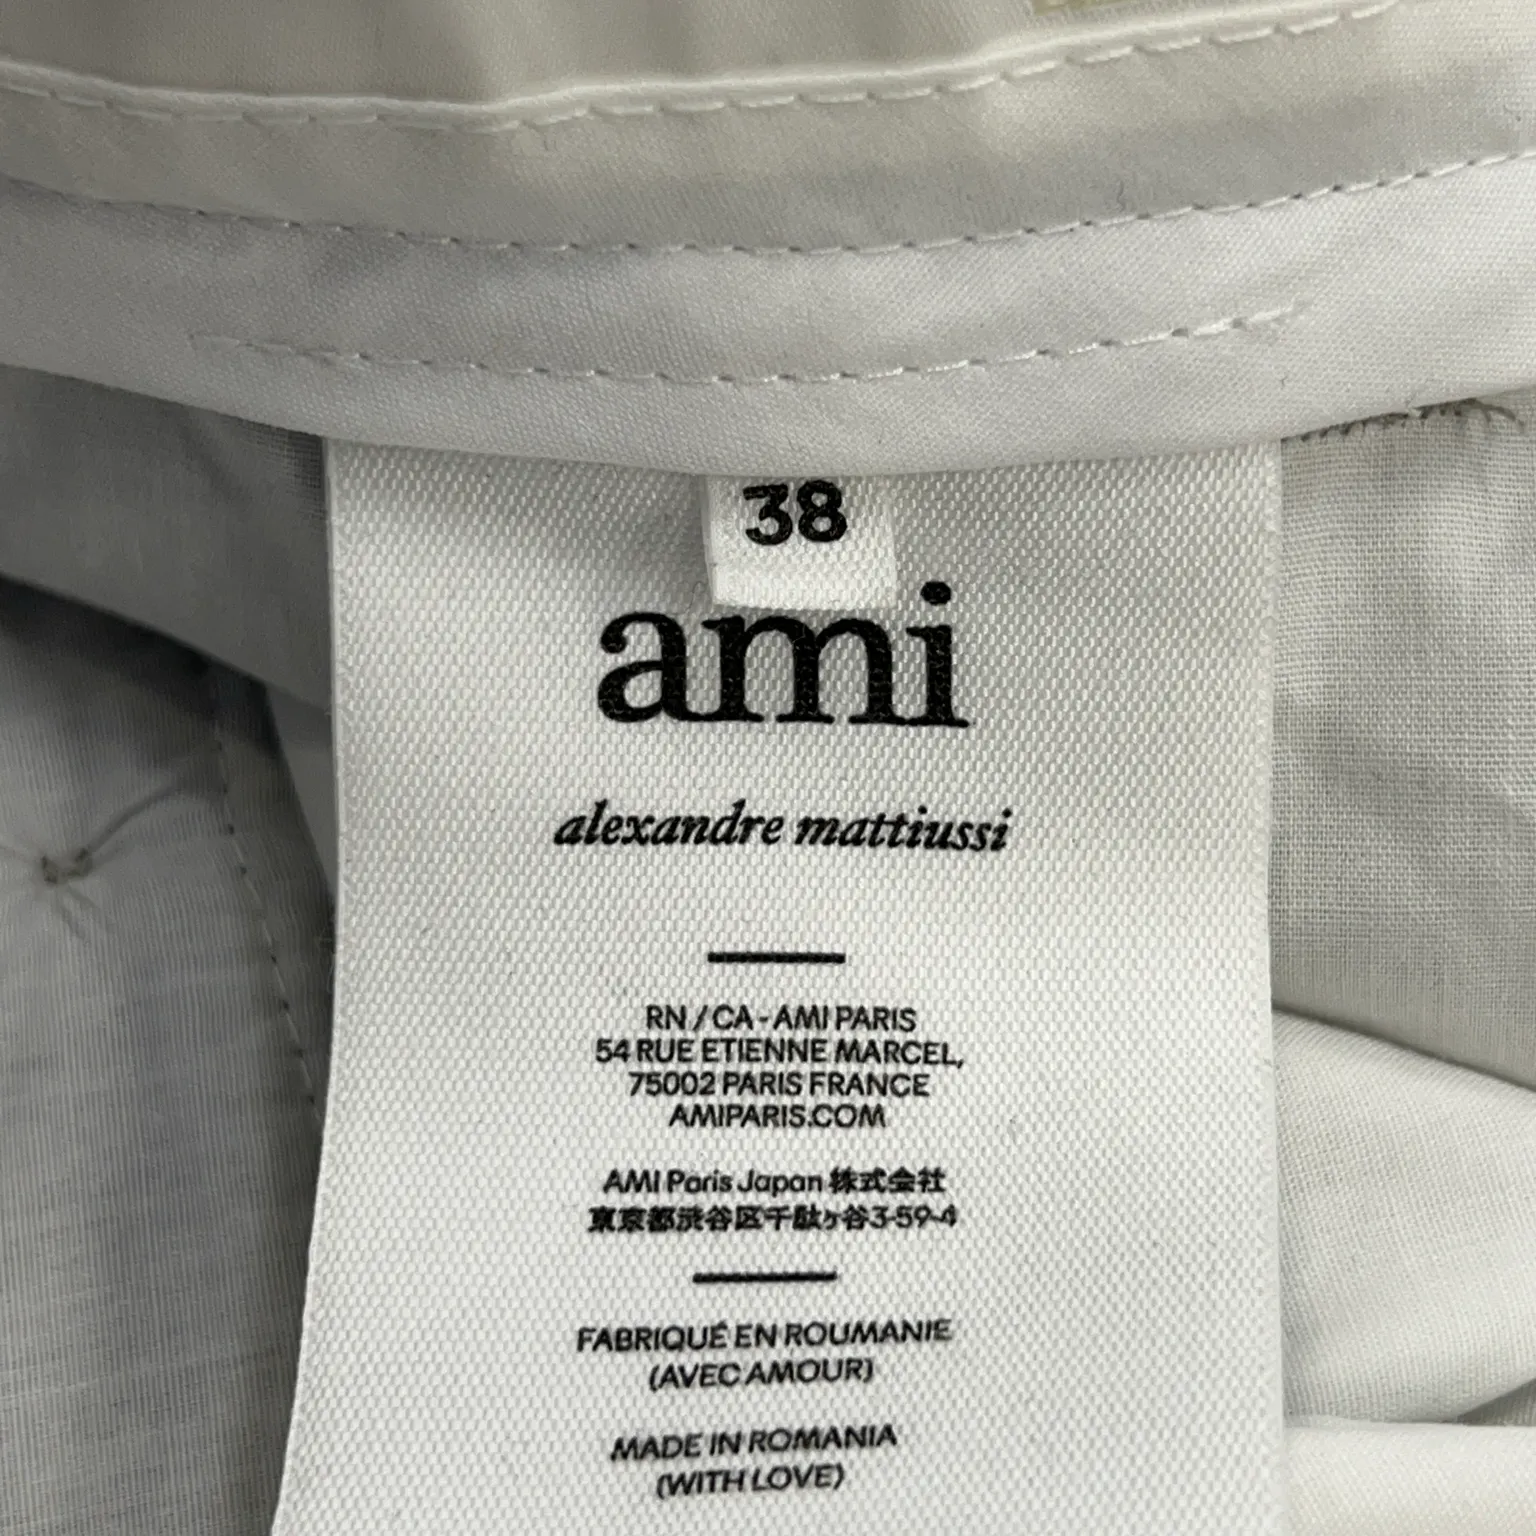 38
ami
alexandre mattiussi
RN / CA - AMI PARIS
54 RUE ETIENNE MARCEL,
75002 PARIS FRANCE
AMIPARIS.COM
AMI Paris Japan 株式会社
東京都渋谷区千駄ヶ谷3-59-4
FABRIQUÉ EN ROUMANIE
(AVEC AMOUR)
MADE IN ROMANIA
(WITH LOVE)